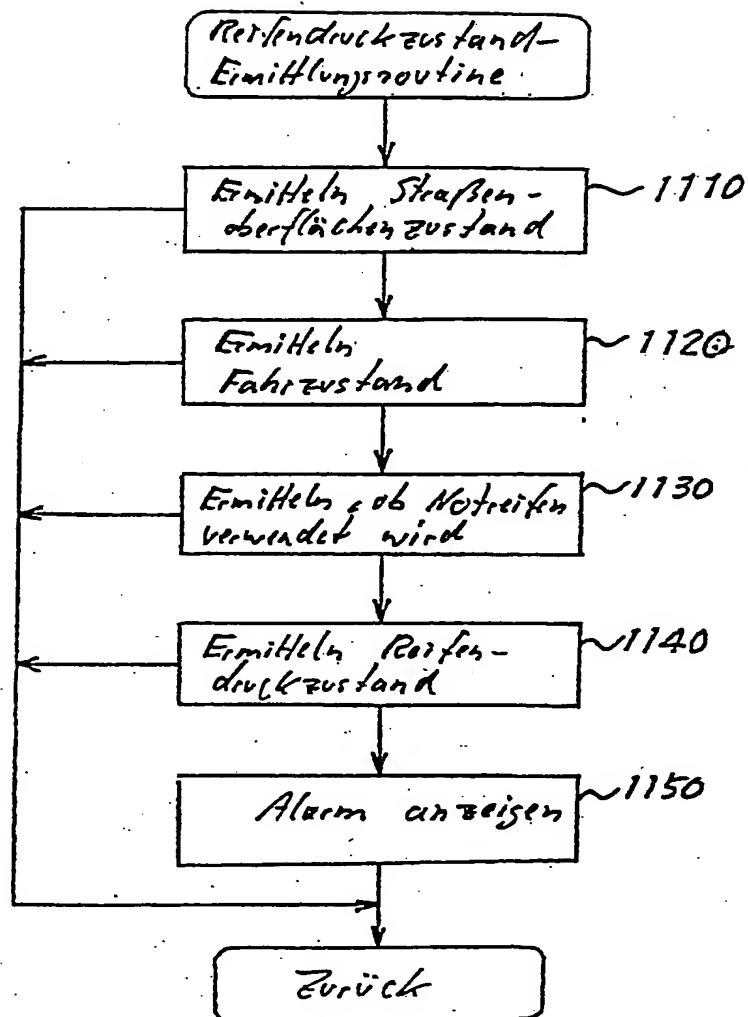 Reifendruckzustand-
Ermittlungsroutine
Ermitteln Straßen-
oberflächenzustand
1110
Ermitteln
Fahrzustand
1120
Ermitteln, ob Notreifen
verwendet wird
1130
Ermitteln Reifen-
druckzustand
1140
Alarm anzeigen
1150
Zurück